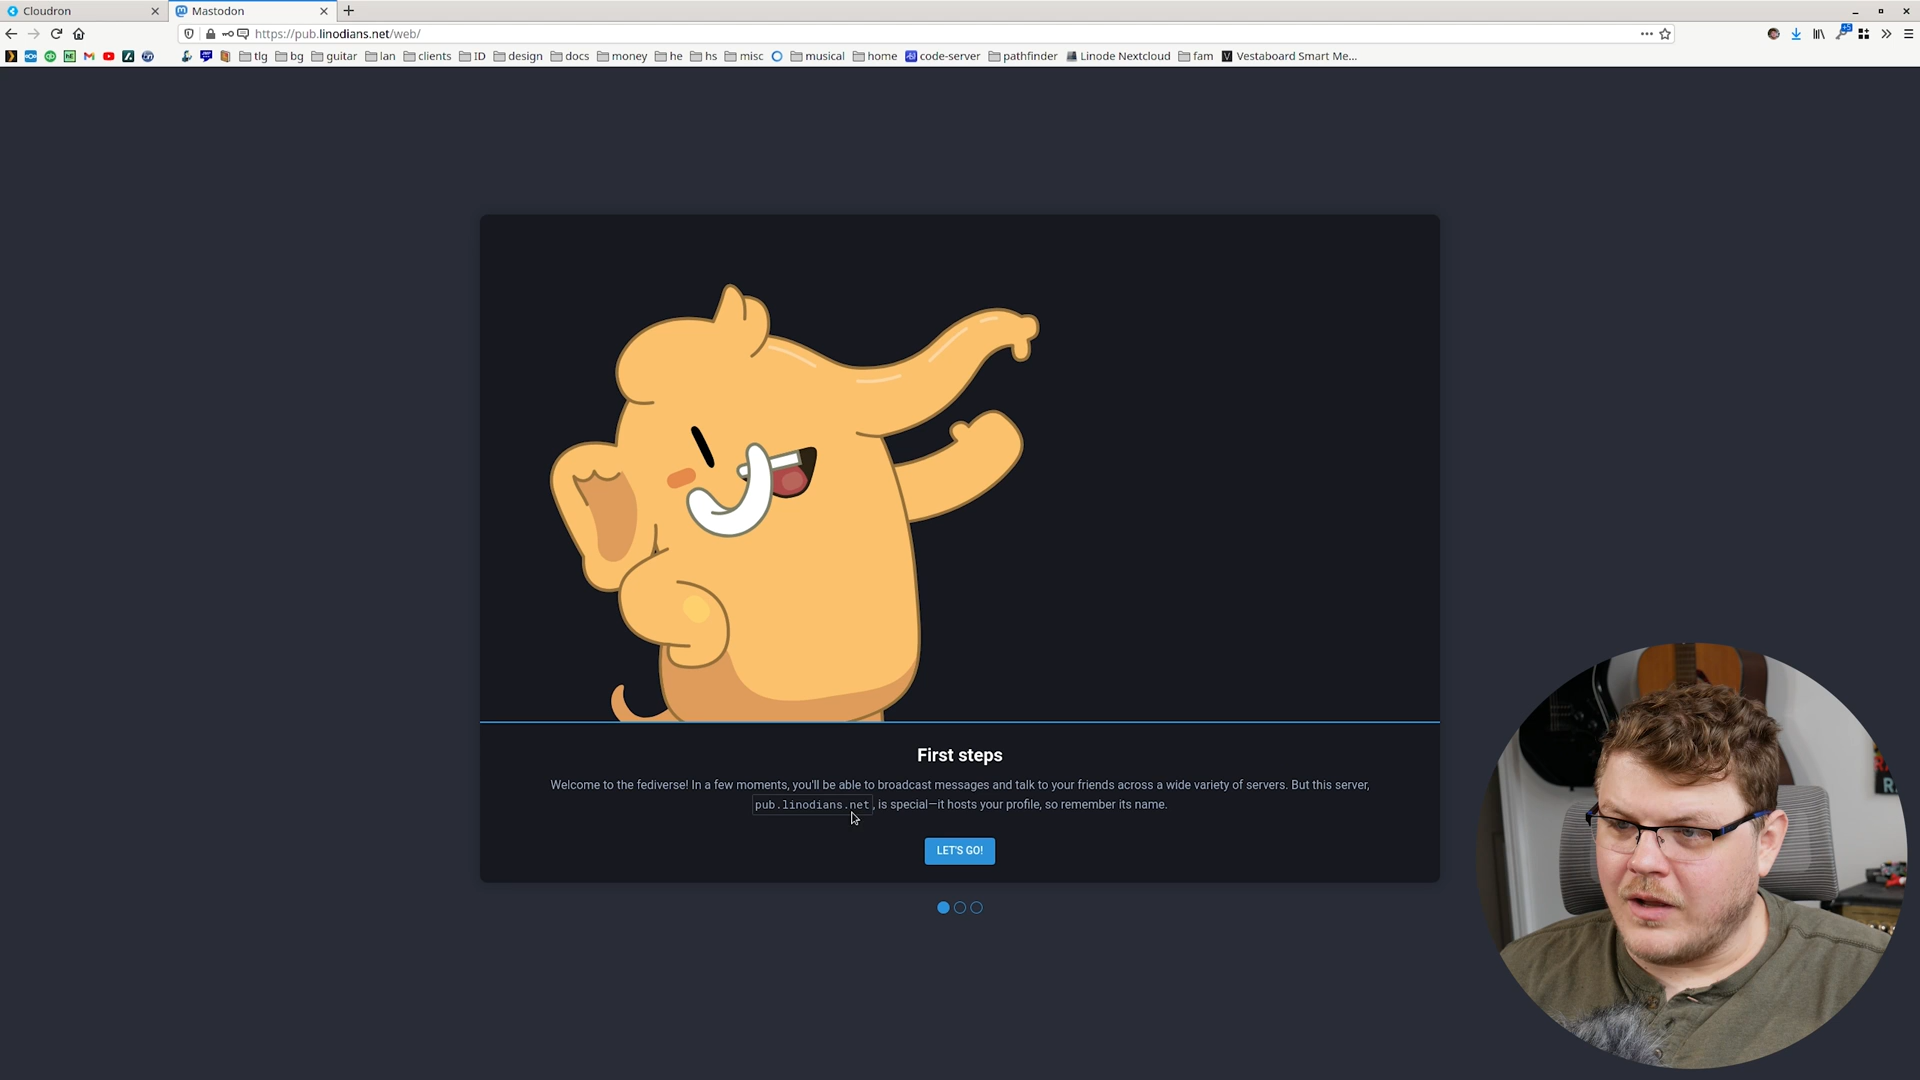 Cloudron
Mastodon
https://pub.linodians.net/web/
tlg
bg
guitar
lan
clients
ID
design
docs
money
he
hs
misc
musical
home
code-server
pathfinder
Linode Nextcloud
fam
Vestaboard Smart Me...
First steps
Welcome to the fediverse! In a few moments, you'll be able to broadcast messages and talk to your friends across a wide variety of servers. But this server,
pub.linodians.net, is special—it hosts your profile, so remember its name.
LET'S GO!